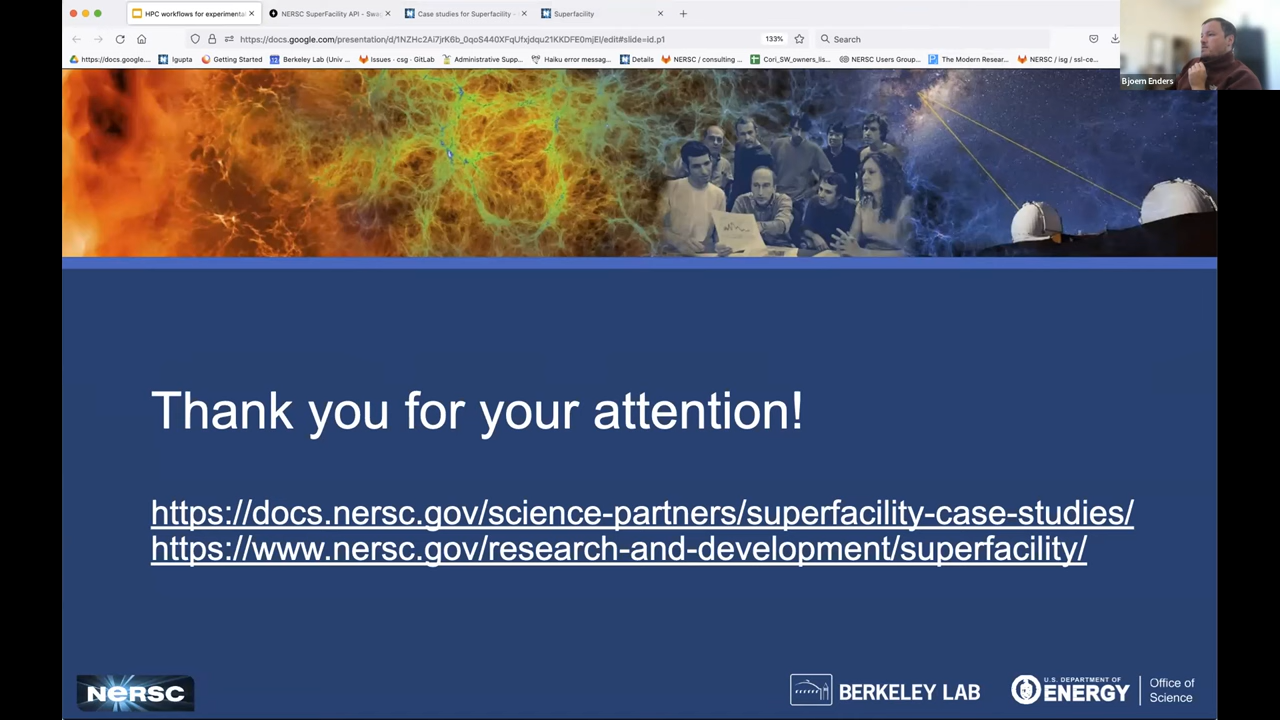 HPC workflows for experimenta
NERSC SuperFacility API - Swag
Case studies for Superfacility -
Superfacility
https://docs.google.com/presentation/d/1NZHc2Ai7jrK6b_0qoS440XFqUfxjdqu21KKDFE0mjEI/edit#slide=id.p1
133%
Search
https://docs.google....
lgupta
Getting Started
Berkeley Lab (Univ ...
Issues · csg · GitLab
Administrative Supp...
Haiku error messag...
Details
NERSC / consulting ...
Cori_SW_owners_lis...
NERSC Users Group...
The Modern Resear...
NERSC / isg / ssl-ce...
Bjoern Enders
Thank you for your attention!
https://docs.nersc.gov/science-partners/superfacility-case-studies/
https://www.nersc.gov/research-and-development/superfacility/
NERSC
BERKELEY LAB
U.S. DEPARTMENT OF
ENERGY
Office of
Science